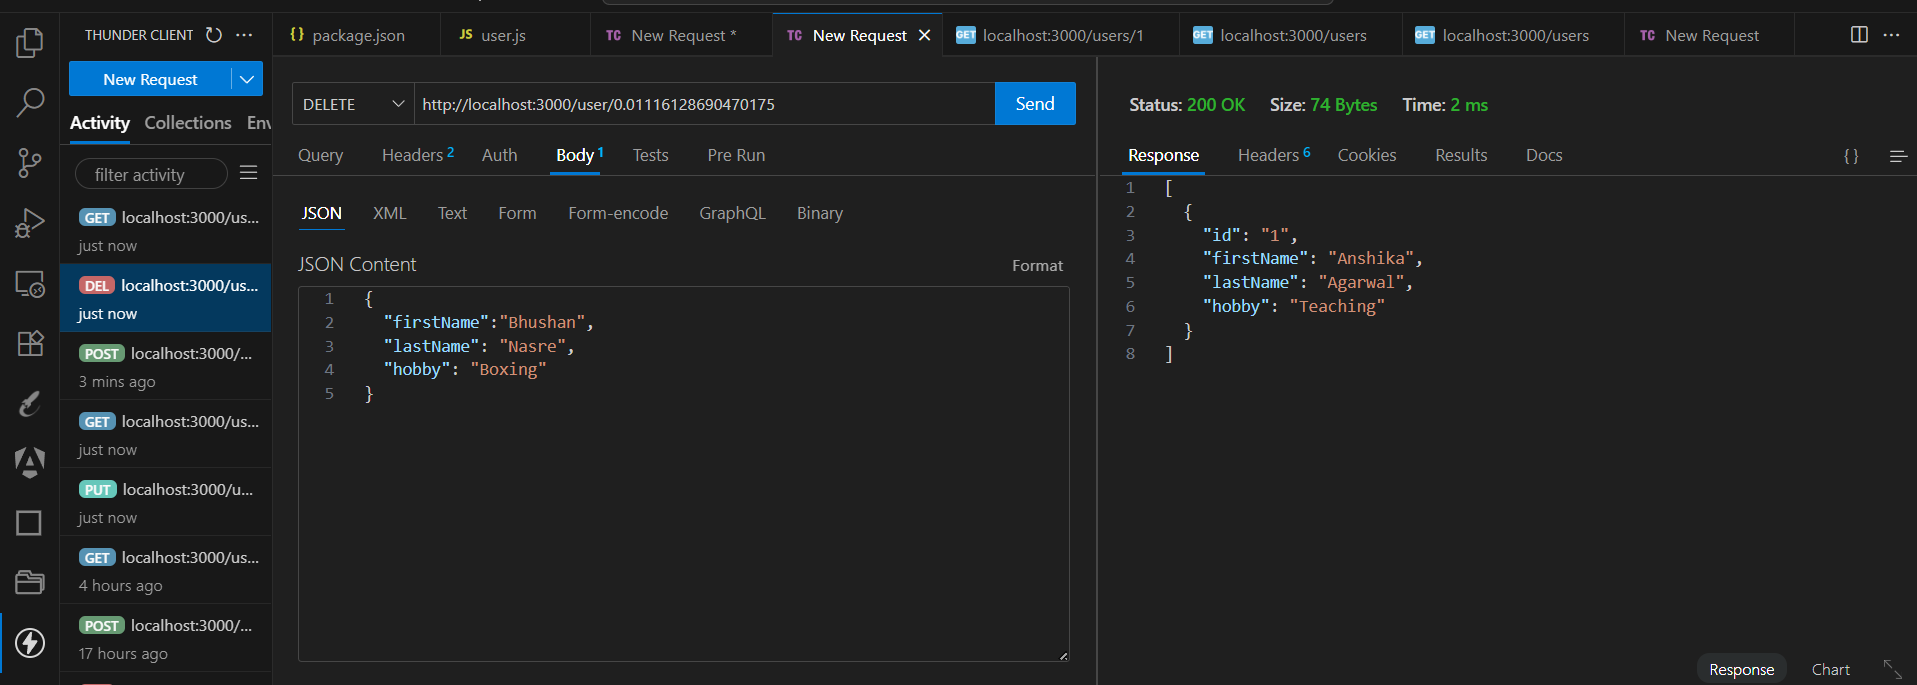 THUNDER CLIENT
{} package.json
JS user.js
TC New Request *
TC New Request
GET localhost:3000/users/1
GET localhost:3000/users
GET localhost:3000/users
TC New Request
New Request
Activity Collections Env
filter activity
GET localhost:3000/us...
just now
DEL localhost:3000/us...
just now
POST localhost:3000/...
3 mins ago
GET localhost:3000/us...
just now
PUT localhost:3000/u...
just now
GET localhost:3000/us...
4 hours ago
POST localhost:3000/...
17 hours ago
DELETE http://localhost:3000/user/0.01116128690470175 Send
Query Headers 2 Auth Body 1 Tests Pre Run
JSON XML Text Form Form-encode GraphQL Binary
JSON Content Format
1 {
2 "firstName":"Bhushan",
3 "lastName": "Nasre",
4 "hobby": "Boxing"
5 }
Status: 200 OK Size: 74 Bytes Time: 2 ms
Response Headers 6 Cookies Results Docs {}
1 [
2 {
3 "id": "1",
4 "firstName": "Anshika",
5 "lastName": "Agarwal",
6 "hobby": "Teaching"
7 }
8 ]
Response Chart